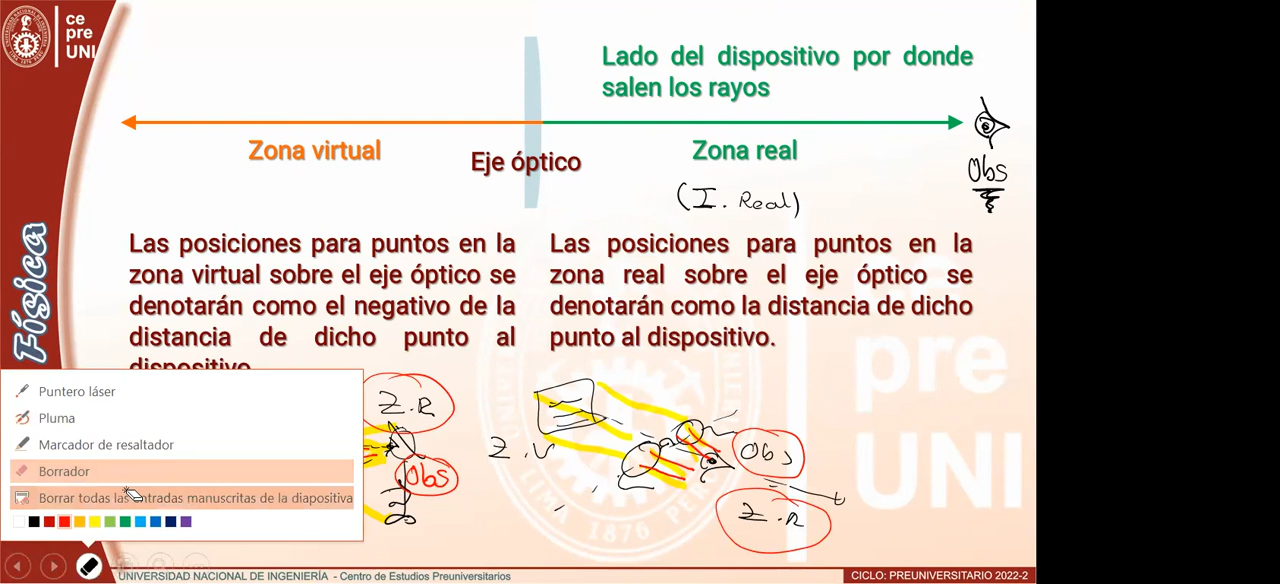 ce
pre
UNI
Lado del dispositivo por donde
salen los rayos
Zona virtual
Eje óptico
Zona real
Obs
(I. Real)
Física
Las posiciones para puntos en la
zona virtual sobre el eje óptico se
denotarán como el negativo de la
distancia de dicho punto al
dispositivo
Las posiciones para puntos en la
zona real sobre el eje óptico se
denotarán como la distancia de dicho
punto al dispositivo.
pre
UNI
1876
Puntero láser
Pluma
Marcador de resaltador
Borrador
Borrar todas las entradas manuscritas de la diapositiva
Z.R
Obs
Z.V
Obs
Z.R
UNIVERSIDAD NACIONAL DE INGENIERÍA - Centro de Estudios Preuniversitarios
CICLO: PREUNIVERSITARIO 2022-2